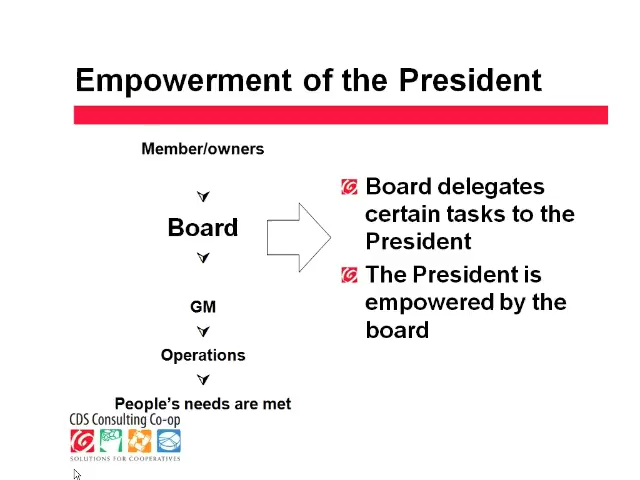 Empowerment of the President
Member/owners
Board
GM
Operations
People's needs are met
Board delegates
certain tasks to the
President
The President is
empowered by the
board
CDS Consulting Co-op
SOLUTIONS FOR COOPERATIVES